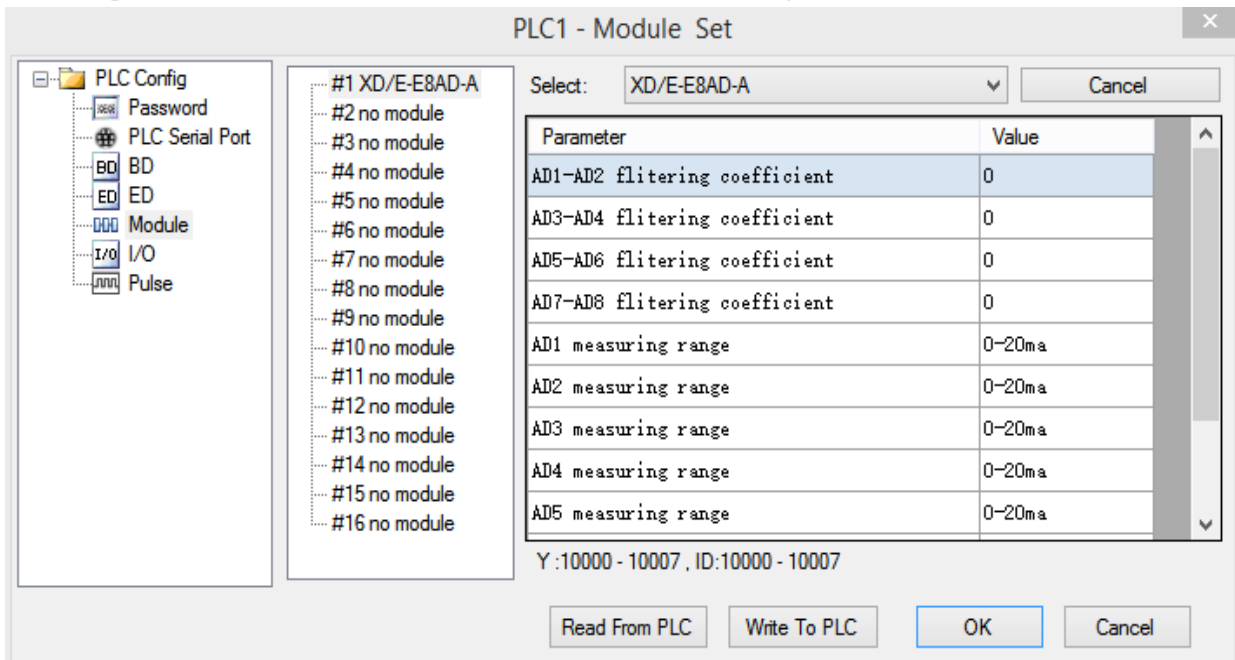 PLC1 - Module Set
PLC Config
Password
PLC Serial Port
BD BD
ED ED
Module
I/O I/O
Pulse
#1 XD/E-E8AD-A
#2 no module
#3 no module
#4 no module
#5 no module
#6 no module
#7 no module
#8 no module
#9 no module
#10 no module
#11 no module
#12 no module
#13 no module
#14 no module
#15 no module
#16 no module
Select: XD/E-E8AD-A Cancel
Parameter Value
AD1-AD2 flitering coefficient 0
AD3-AD4 flitering coefficient 0
AD5-AD6 flitering coefficient 0
AD7-AD8 flitering coefficient 0
AD1 measuring range 0-20ma
AD2 measuring range 0-20ma
AD3 measuring range 0-20ma
AD4 measuring range 0-20ma
AD5 measuring range 0-20ma
Y :10000 - 10007 , ID:10000 - 10007
Read From PLC Write To PLC OK Cancel